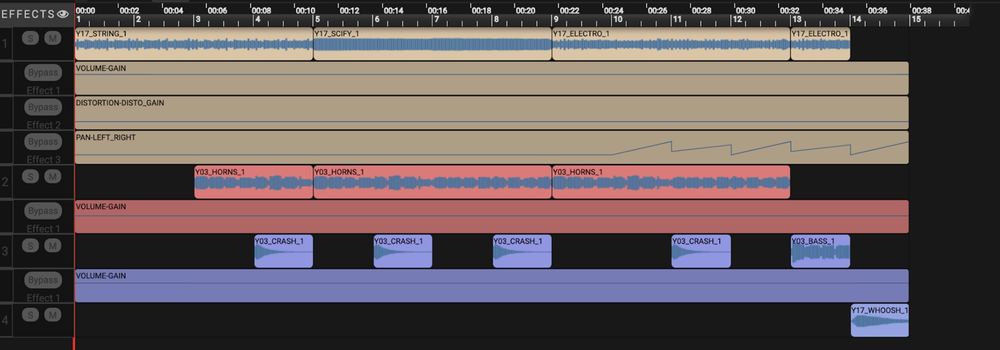 00:00 00:02 00:04 00:06 00:08 00:10 00:12 00:14 00:16 00:18 00:20 00:22 00:24 00:26 00:28 00:30 00:32 00:34 00:36 00:38
EFFECTS
1 2 3 4 5 6 7 8 9 10 11 12 13 14 15
1 S M Y17_STRING_1 Y17_SCIFY_1 Y17_ELECTRO_1 Y17_ELECTRO_1
VOLUME-GAIN
Bypass
Effect 1
DISTORTION-DISTO_GAIN
Bypass
Effect 2
PAN-LEFT_RIGHT
Bypass
Effect 3
2 S M Y03_HORNS_1 Y03_HORNS_1 Y03_HORNS_1
VOLUME-GAIN
Bypass
Effect 1
3 S M Y03_CRASH_1 Y03_CRASH_1 Y03_CRASH_1 Y03_CRASH_1 Y03_BASS_1
VOLUME-GAIN
Bypass
Effect 1
4 S M Y17_WHOOSH_1